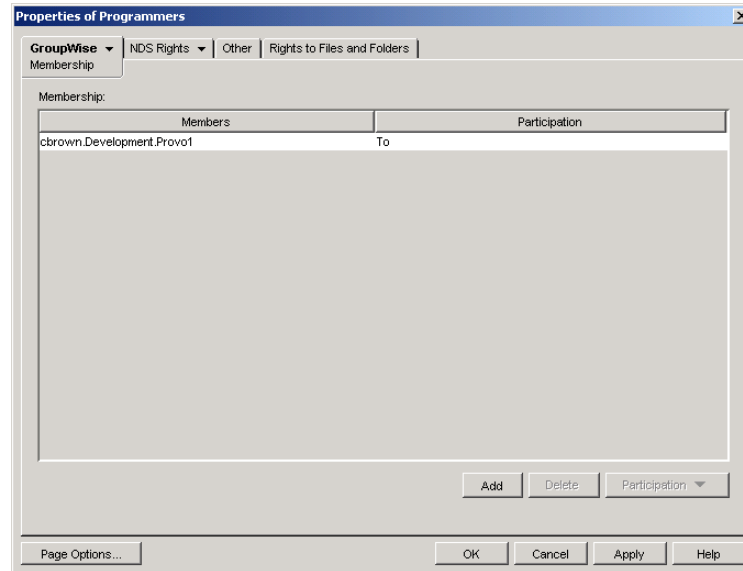 Properties of Programmers
GroupWise NDS Rights Other Rights to Files and Folders
Membership
Membership:
Members Participation
cbrown.Development.Provo1 To
Add Delete Participation
Page Options... OK Cancel Apply Help